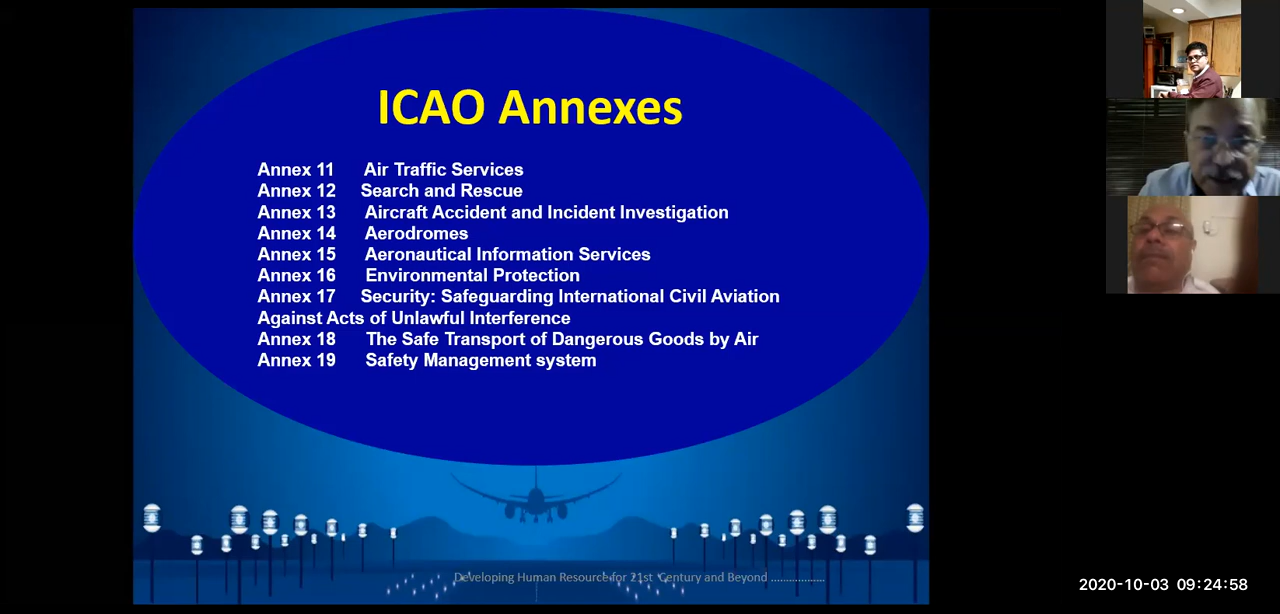 ICAO Annexes
Annex 11 Air Traffic Services
Annex 12 Search and Rescue
Annex 13 Aircraft Accident and Incident Investigation
Annex 14 Aerodromes
Annex 15 Aeronautical Information Services
Annex 16 Environmental Protection
Annex 17 Security: Safeguarding International Civil Aviation
Against Acts of Unlawful Interference
Annex 18 The Safe Transport of Dangerous Goods by Air
Annex 19 Safety Management system
Developing Human Resource for 21st Century and Beyond ..................
2020-10-03 09:24:58